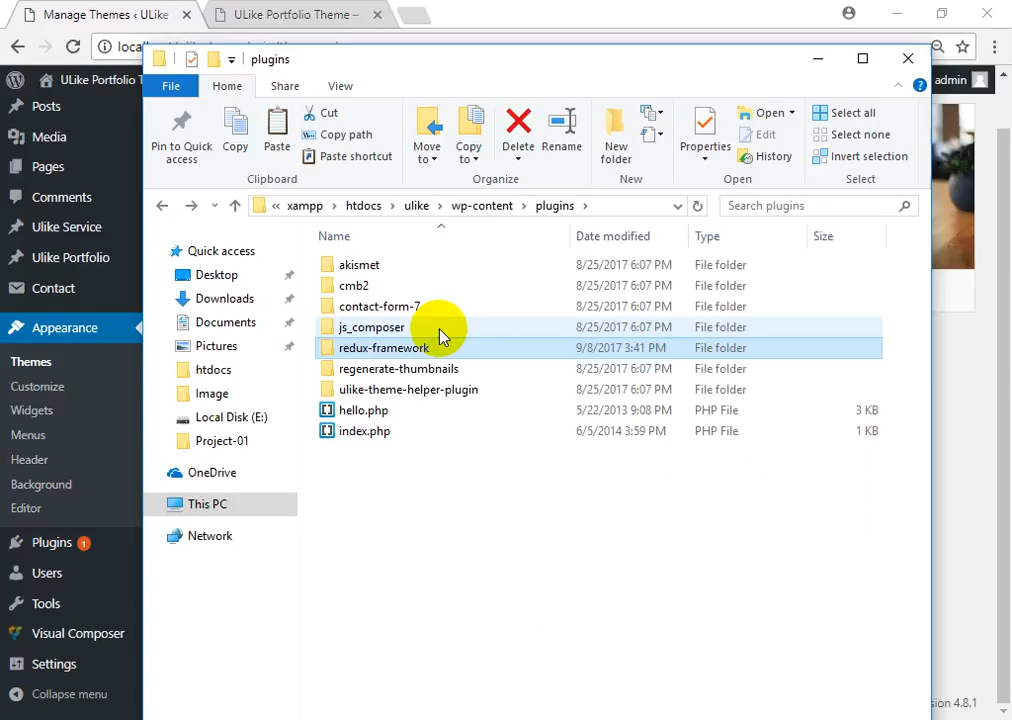 Manage Themes ‹ ULike
ULike Portfolio Theme –
plugins
ULike Portfolio T
admin
File
Home
Share
View
Pin to Quick access
Copy
Paste
Cut
Copy path
Paste shortcut
Move to
Copy to
Delete
Rename
New folder
Properties
Open
Edit
History
Select all
Select none
Invert selection
Clipboard
Organize
New
Open
Select
« xampp › htdocs › ulike › wp-content › plugins ›
Search plugins
Posts
Media
Pages
Comments
Ulike Service
Ulike Portfolio
Contact
Appearance
Themes
Customize
Widgets
Menus
Header
Background
Editor
Plugins 1
Users
Tools
Visual Composer
Settings
Collapse menu
Quick access
Desktop
Downloads
Documents
Pictures
htdocs
Image
Local Disk (E:)
Project-01
OneDrive
This PC
Network
Name Date modified Type Size
akismet 8/25/2017 6:07 PM File folder
cmb2 8/25/2017 6:07 PM File folder
contact-form-7 8/25/2017 6:07 PM File folder
js_composer 8/25/2017 6:07 PM File folder
redux-framework 9/8/2017 3:41 PM File folder
regenerate-thumbnails 8/25/2017 6:07 PM File folder
ulike-theme-helper-plugin 8/25/2017 6:07 PM File folder
hello.php 5/22/2013 9:08 PM PHP File 3 KB
index.php 6/5/2014 3:59 PM PHP File 1 KB
sion 4.8.1